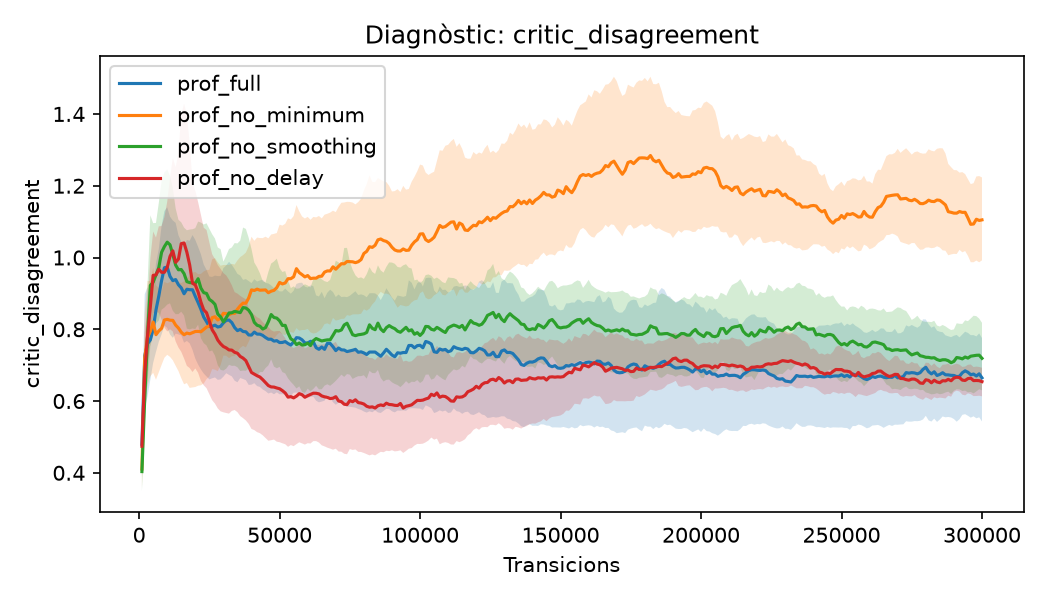 Diagnòstic: critic_disagreement
prof_full
prof_no_minimum
prof_no_smoothing
prof_no_delay
critic_disagreement
1.4
1.2
1.0
0.8
0.6
0.4
0 50000 100000 150000 200000 250000 300000
Transicions